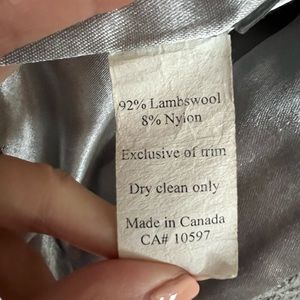 92% Lambswool
8% Nylon
Exclusive of trim
Dry clean only
Made in Canada
CA# 10597